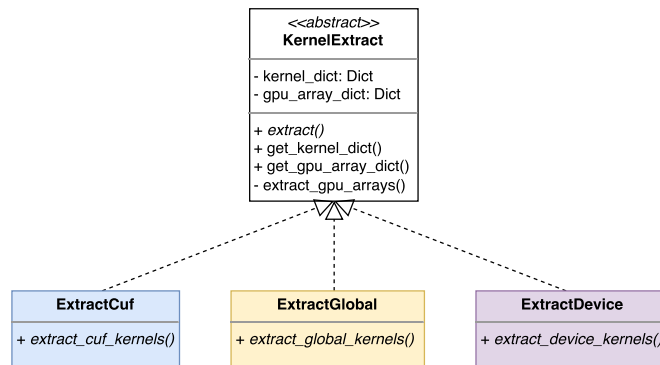 <<abstract>>
KernelExtract
- kernel_dict: Dict
- gpu_array_dict: Dict
+ extract()
+ get_kernel_dict()
+ get_gpu_array_dict()
- extract_gpu_arrays()
ExtractCuf
+ extract_cuf_kernels()
ExtractGlobal
+ extract_global_kernels()
ExtractDevice
+ extract_device_kernels()